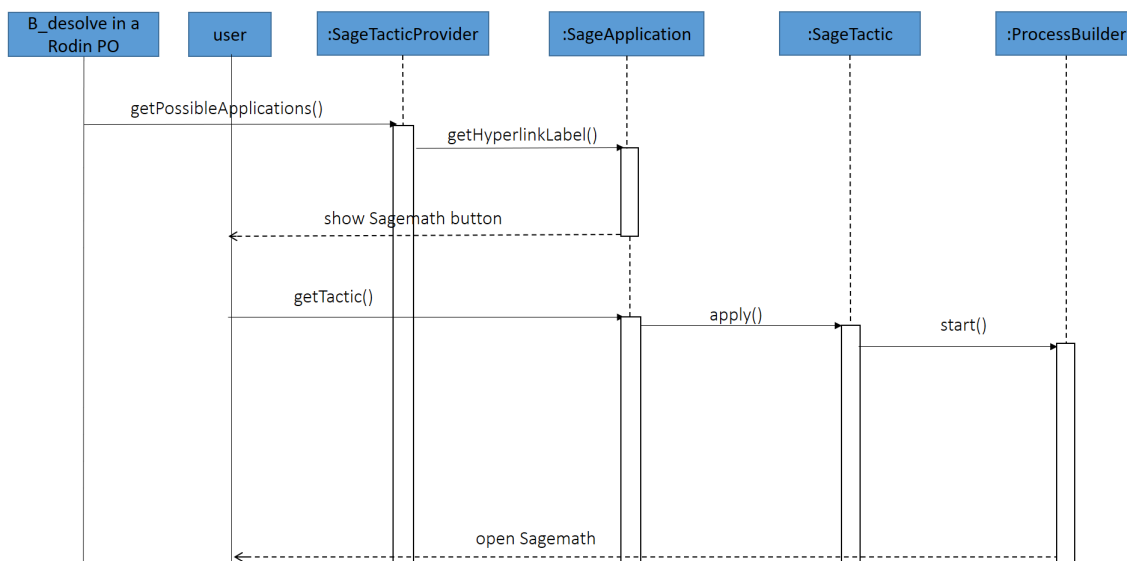 B_desolve in a
Rodin PO
user
:SageTacticProvider
:SageApplication
:SageTactic
:ProcessBuilder
getPossibleApplications()
getHyperlinkLabel()
show Sagemath button
getTactic()
apply()
start()
open Sagemath